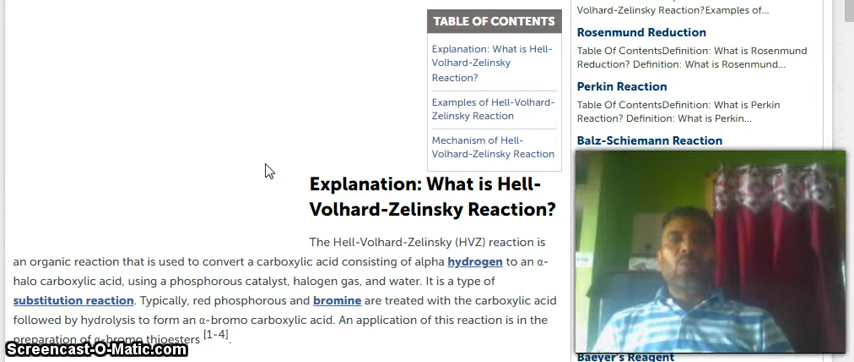 TABLE OF CONTENTS
Explanation: What is Hell-
Volhard-Zelinsky
Reaction?
Examples of Hell-Volhard-
Zelinsky Reaction
Mechanism of Hell-
Volhard-Zelinsky Reaction
Explanation: What is Hell-
Volhard-Zelinsky Reaction?
The Hell-Volhard-Zelinsky (HVZ) reaction is
an organic reaction that is used to convert a carboxylic acid consisting of alpha hydrogen to an α-
halo carboxylic acid, using a phosphorous catalyst, halogen gas, and water. It is a type of
substitution reaction. Typically, red phosphorous and bromine are treated with the carboxylic acid
followed by hydrolysis to form an α-bromo carboxylic acid. An application of this reaction is in the
preparation of α-bromo thioesters [1-4].
Volhard-Zelinsky Reaction?Examples of...
Rosenmund Reduction
Table Of ContentsDefinition: What is Rosenmund
Reduction? Definition: What is Rosenmund...
Perkin Reaction
Table Of ContentsDefinition: What is Perkin
Reaction? Definition: What is Perkin...
Balz-Schiemann Reaction
Baeyer's Reagent
Screencast-O-Matic.com